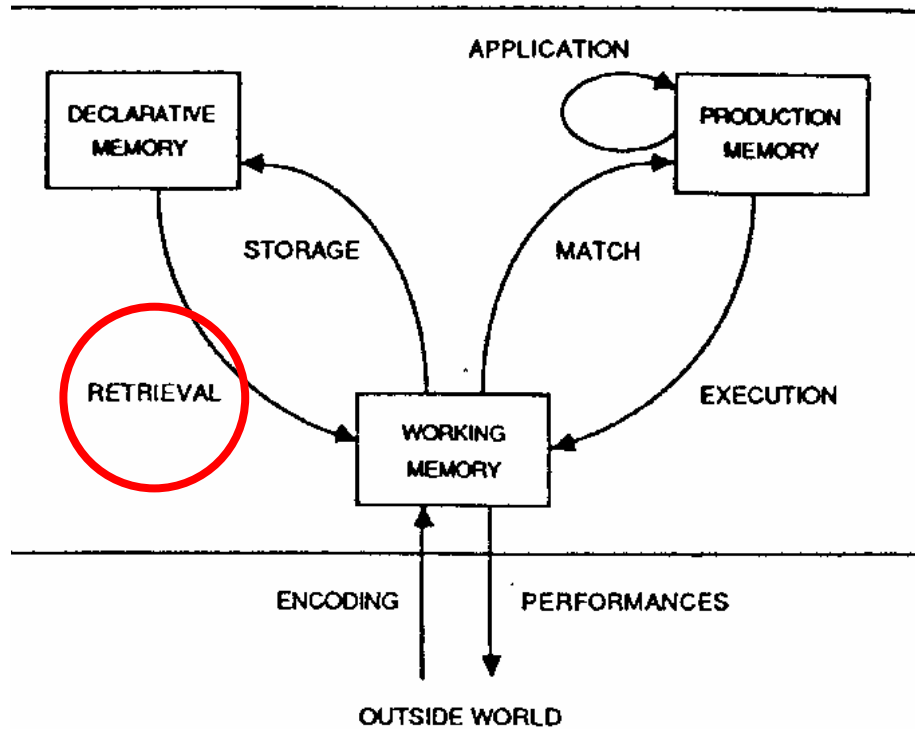 APPLICATION
DECLARATIVE
MEMORY
PRODUCTION
MEMORY
STORAGE
MATCH
RETRIEVAL
EXECUTION
WORKING
MEMORY
ENCODING
PERFORMANCES
OUTSIDE WORLD